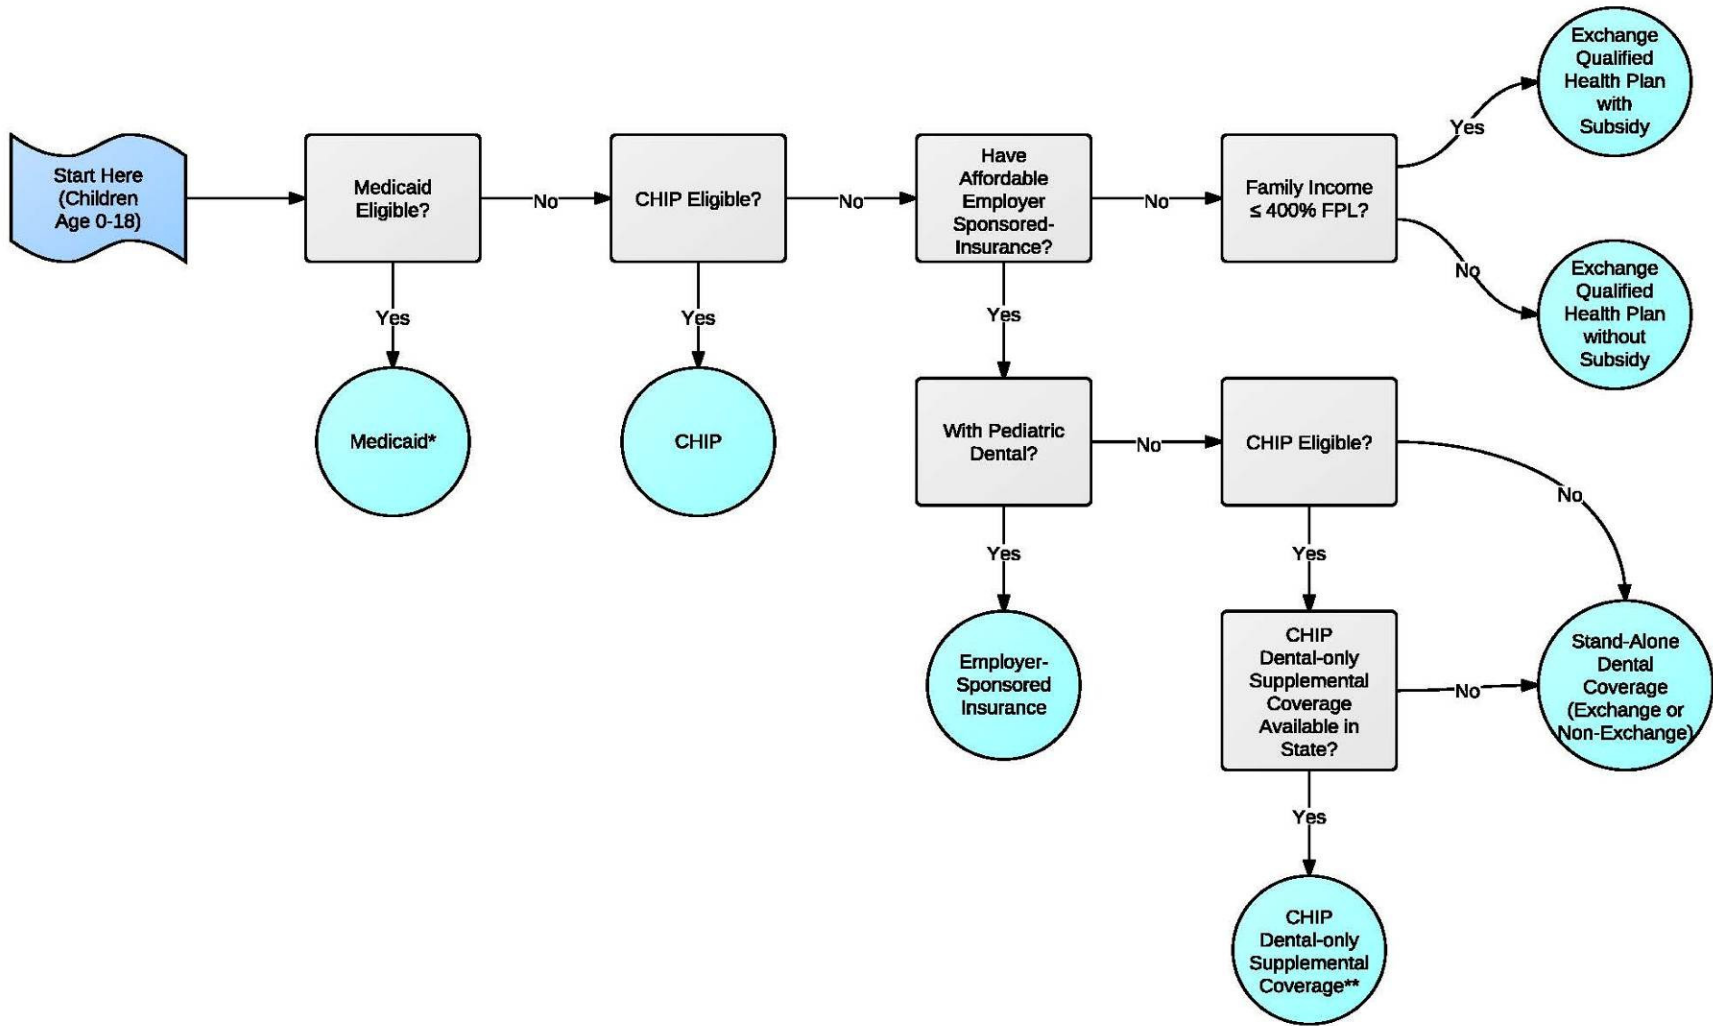 Start Here
(Children
Age 0-18)
Medicaid
Eligible?
No
CHIP Eligible?
No
Have
Affordable
Employer
Sponsored-
Insurance?
No
Family Income
≤ 400% FPL?
Yes
Exchange
Qualified
Health Plan
with
Subsidy
No
Exchange
Qualified
Health Plan
without
Subsidy
Yes
Medicaid*
Yes
CHIP
Yes
With Pediatric
Dental?
No
CHIP Eligible?
No
Yes
Employer-
Sponsored
Insurance
Yes
CHIP
Dental-only
Supplemental
Coverage
Available in
State?
No
Stand-Alone
Dental
Coverage
(Exchange or
Non-Exchange)
Yes
CHIP
Dental-only
Supplemental
Coverage**